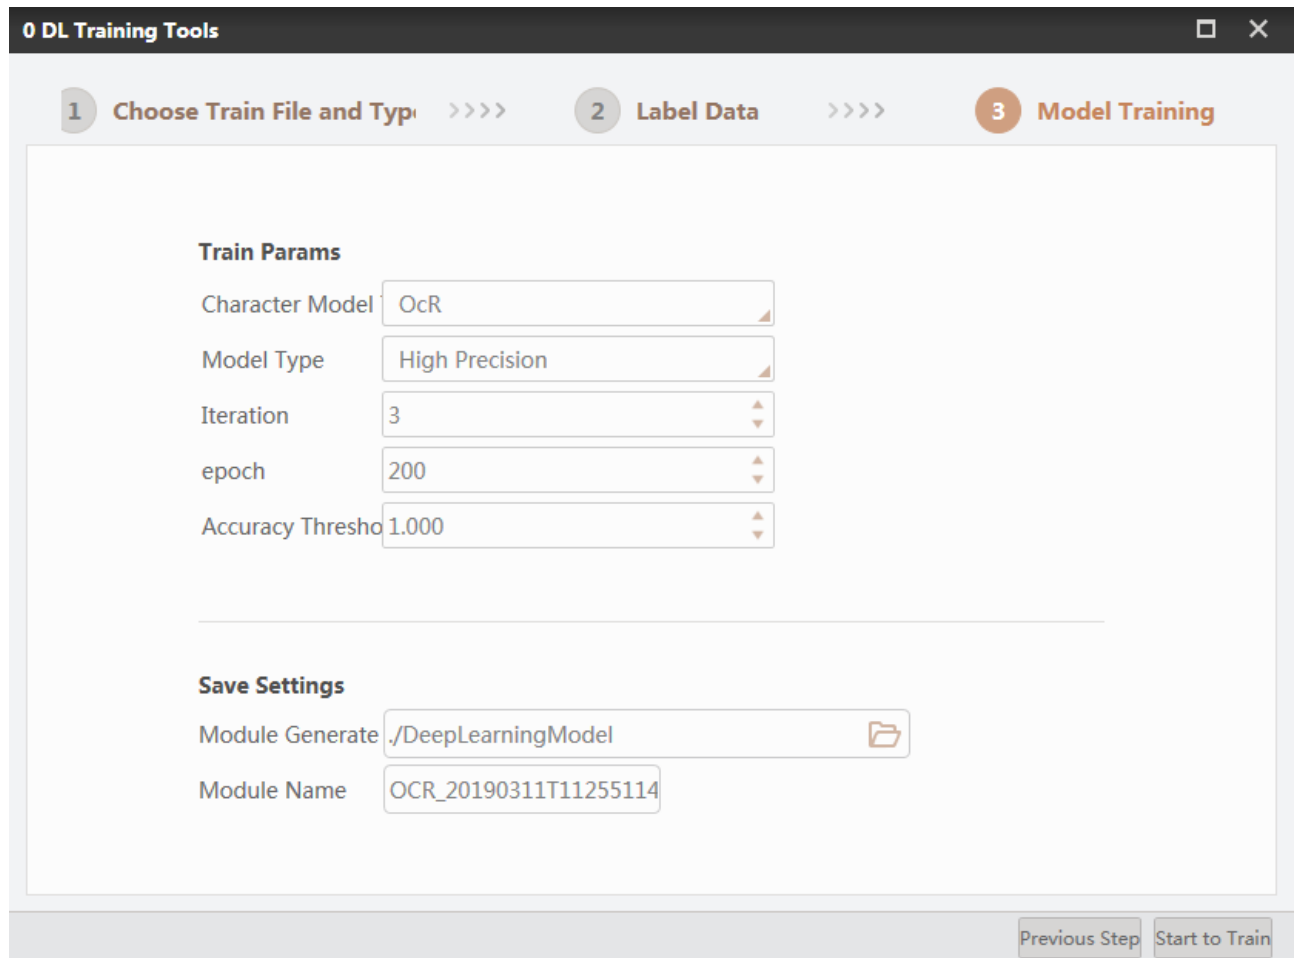 0 DL Training Tools
1 Choose Train File and Typ >>>> 2 Label Data >>>> 3 Model Training
Train Params
Character Model OcR
Model Type High Precision
Iteration 3
epoch 200
Accuracy Thresho 1.000
Save Settings
Module Generate ./DeepLearningModel
Module Name OCR_20190311T11255114
Previous Step Start to Train